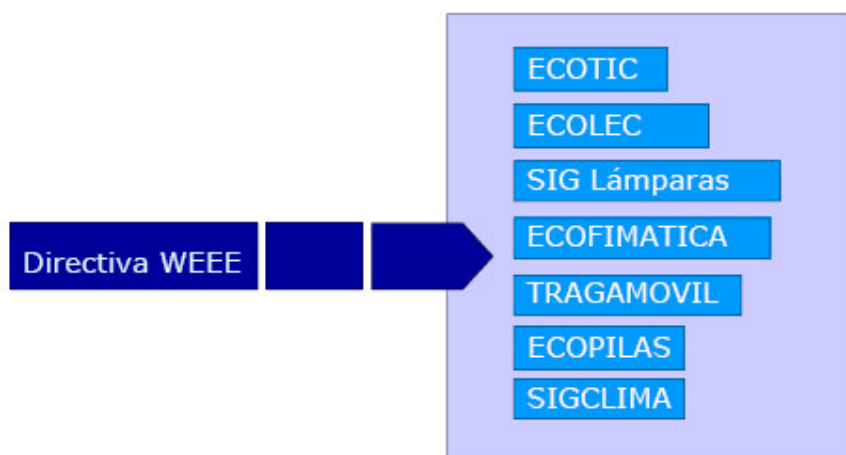 Directiva WEEE
ECOTIC
ECOLEC
SIG Lámparas
ECOFIMATICA
TRAGAMOVIL
ECOPILAS
SIGCLIMA